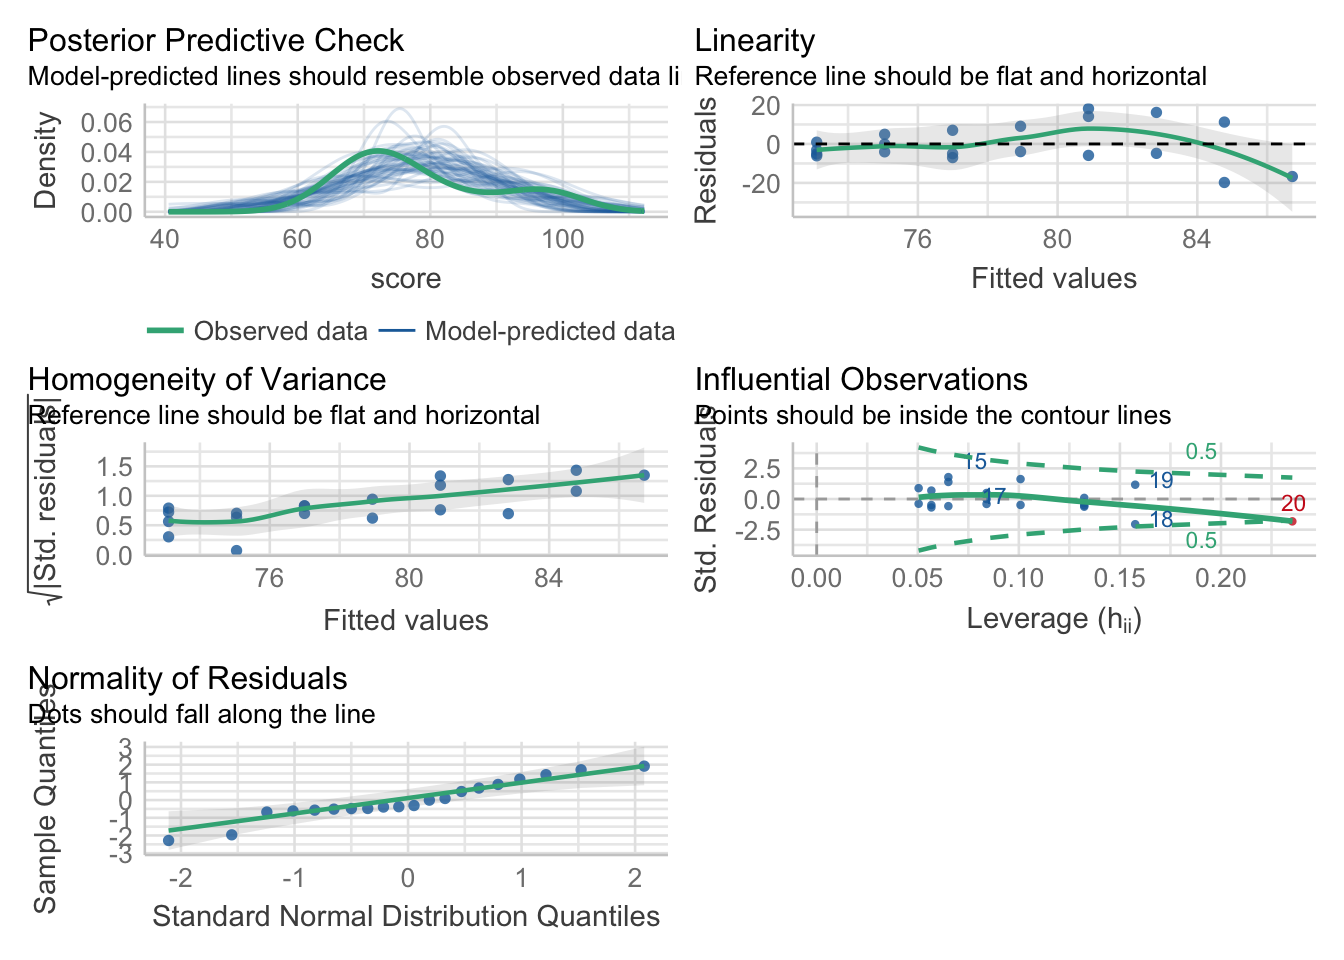 Posterior Predictive Check
Model-predicted lines should resemble observed data li
Density
0.06
0.04
0.02
0.00
40 60 80 100
score
Observed data Model-predicted data
Linearity
Reference line should be flat and horizontal
Residuals
20
0
-20
76 80 84
Fitted values
Homogeneity of Variance
Reference line should be flat and horizontal
√|Std. residuals|
1.5
1.0
0.5
0.0
76 80 84
Fitted values
Influential Observations
Points should be inside the contour lines
Std. Residuals
2.5
0.0
-2.5
0.5
15
19
17
20
18
0.5
0.00 0.05 0.10 0.15 0.20
Leverage (hii)
Normality of Residuals
Dots should fall along the line
Sample Quantiles
3
2
1
0
-1
-2
-3
-2 -1 0 1 2
Standard Normal Distribution Quantiles